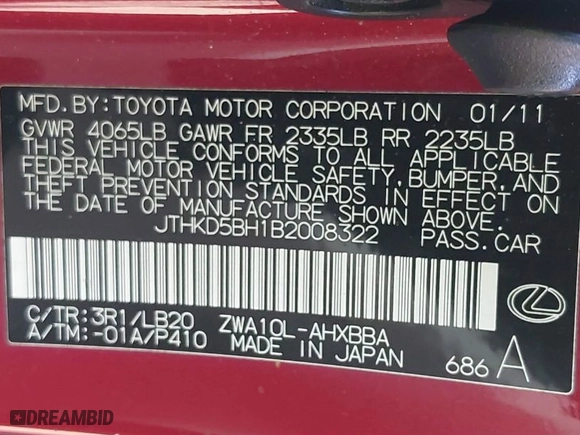 MFD.BY:TOYOTA MOTOR CORPORATION 01/11
GVWR 4065LB GAWR FR 2335LB RR 2235LB
THIS VEHICLE CONFORMS TO ALL APPLICABLE
FEDERAL MOTOR VEHICLE SAFETY,BUMPER,AND
THEFT PREVENTION STANDARDS IN EFFECT ON
THE DATE OF MANUFACTURE SHOWN ABOVE.
JTHKD5BH1B2008322 PASS.CAR
C/TR:3R1/LB20 ZWA10L-AHXBBA
A/TM:-01A/P410 MADE IN JAPAN
686 A
DREAMBID